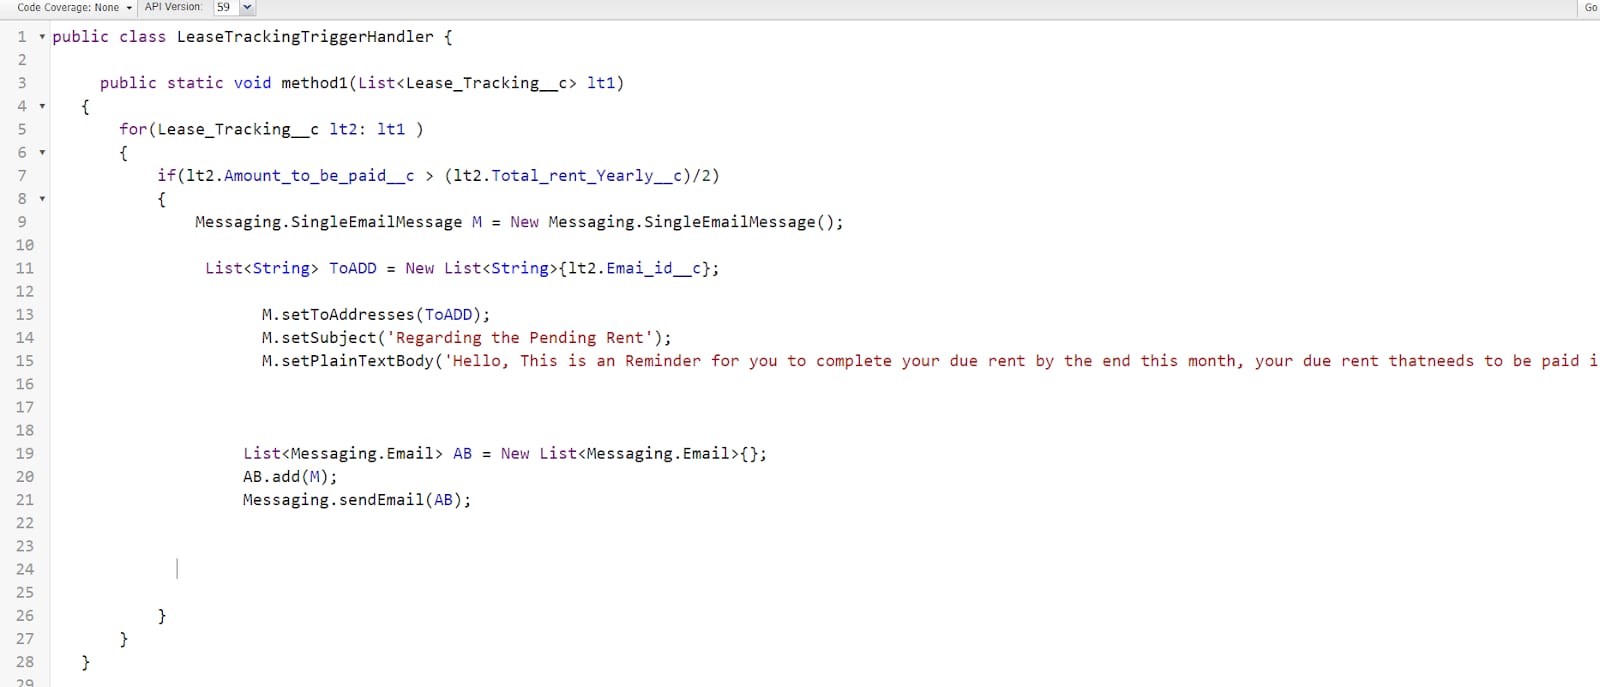 Code Coverage: None API Version: 59 Go
1 public class LeaseTrackingTriggerHandler {
2
3 public static void method1(List<Lease_Tracking__c> lt1)
4 {
5 for(Lease_Tracking__c lt2: lt1 )
6 {
7 if(lt2.Amount_to_be_paid__c > (lt2.Total_rent_Yearly__c)/2)
8 {
9 Messaging.SingleEmailMessage M = New Messaging.SingleEmailMessage();
10
11 List<String> ToADD = New List<String>{lt2.Emai_id__c};
12
13 M.setToAddresses(ToADD);
14 M.setSubject('Regarding the Pending Rent');
15 M.setPlainTextBody('Hello, This is an Reminder for you to complete your due rent by the end this month, your due rent thatneeds to be paid i
16
17
18
19 List<Messaging.Email> AB = New List<Messaging.Email>{};
20 AB.add(M);
21 Messaging.sendEmail(AB);
22
23
24
25
26 }
27 }
28 }
29